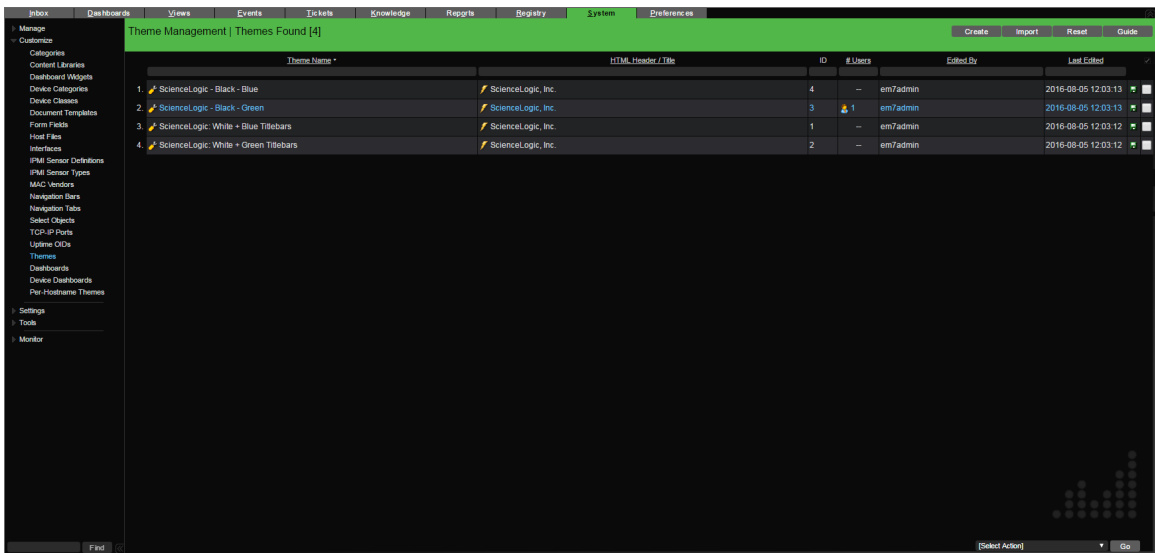 Inbox Dashboards Views Events Tickets Knowledge Reports Registry System Preferences
Manage
Customize
Categories
Content Libraries
Dashboard Widgets
Device Categories
Device Classes
Document Templates
Form Fields
Host Files
Interfaces
IPMI Sensor Definitions
IPMI Sensor Types
MAC Vendors
Navigation Bars
Navigation Tabs
Select Objects
TCP-IP Ports
Uptime OIDs
Themes
Dashboards
Device Dashboards
Per-Hostname Themes
Settings
Tools
Monitor
Find
Theme Management | Themes Found [4] Create Import Reset Guide
Theme Name • HTML Header / Title ID # Users Edited By Last Edited
1. ScienceLogic - Black - Blue ScienceLogic, Inc. 4 -- em7admin 2016-08-05 12:03:13
2. ScienceLogic - Black - Green ScienceLogic, Inc. 3 1 em7admin 2016-08-05 12:03:13
3. ScienceLogic: White + Blue Titlebars ScienceLogic, Inc. 1 -- em7admin 2016-08-05 12:03:12
4. ScienceLogic: White + Green Titlebars ScienceLogic, Inc. 2 -- em7admin 2016-08-05 12:03:12
[Select Action] Go